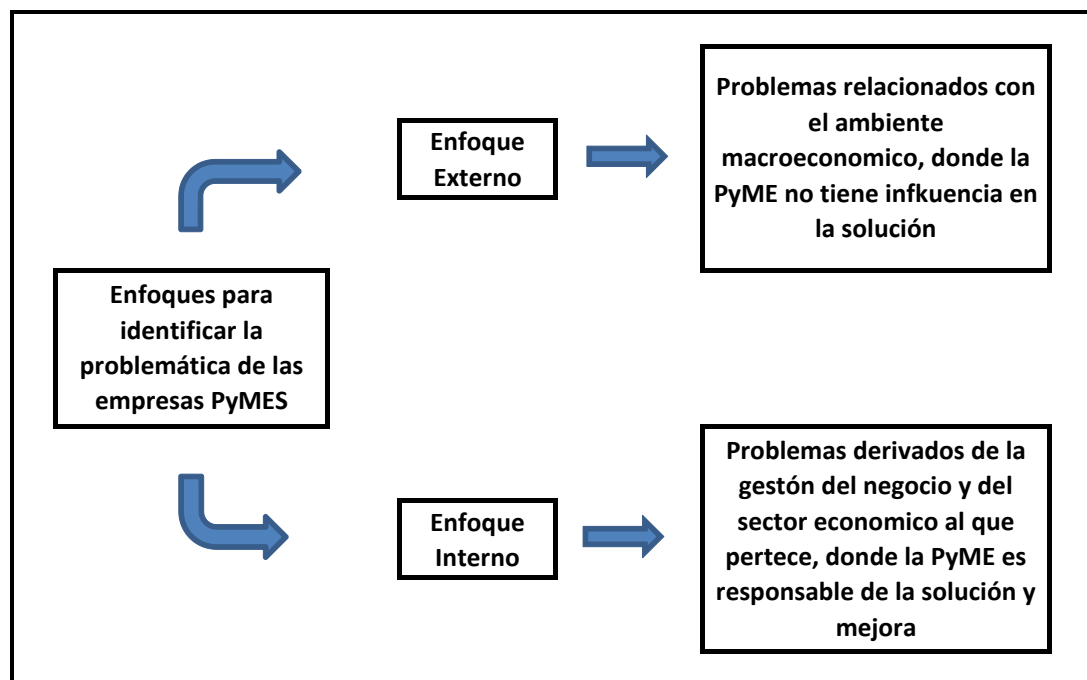 Enfoques para
identificar la
problemática de las
empresas PyMES
Enfoque
Externo
Problemas relacionados con
el ambiente
macroeconomico, donde la
PyME no tiene infkuencia en
la solución
Enfoque
Interno
Problemas derivados de la
gestón del negocio y del
sector economico al que
pertece, donde la PyME es
responsable de la solución y
mejora